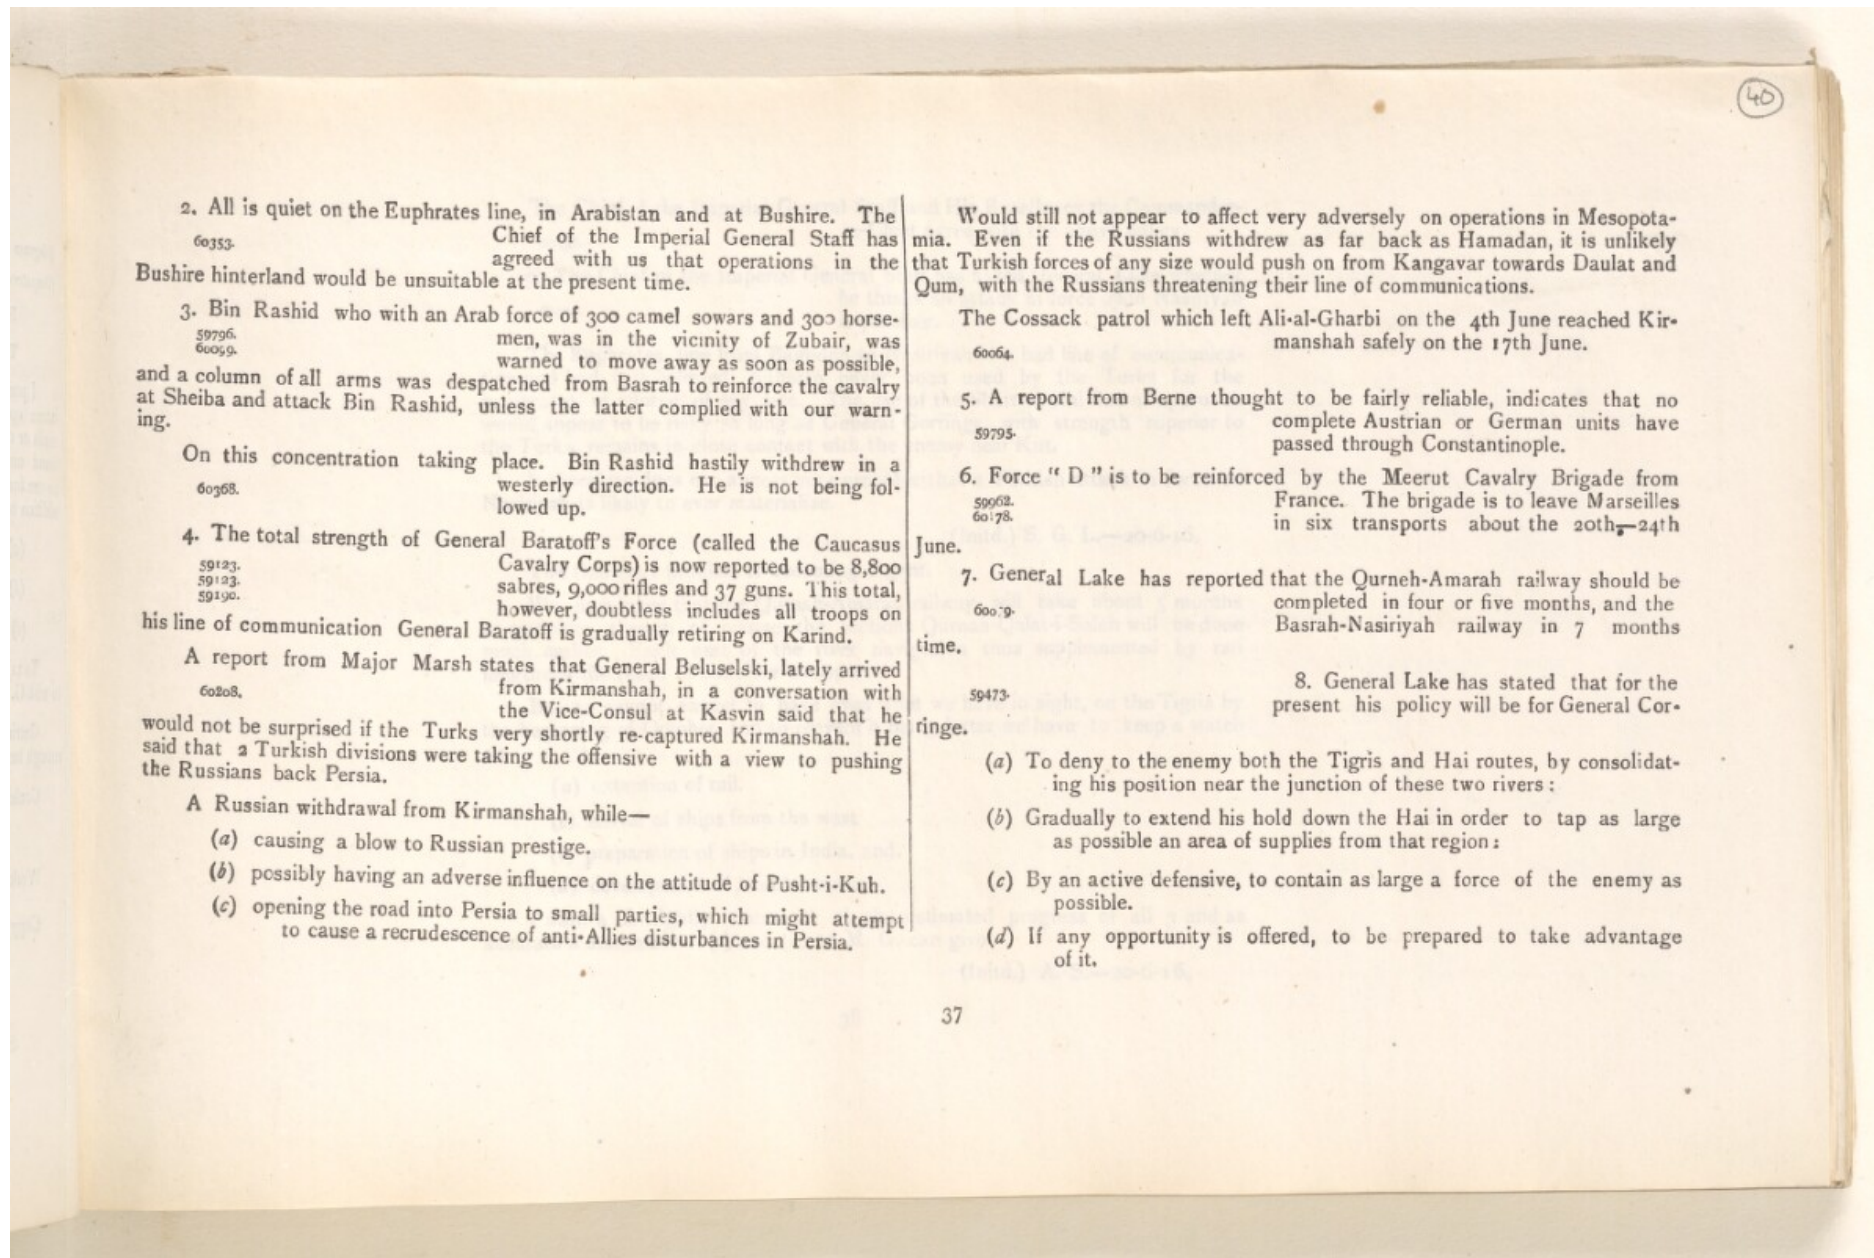 40
2. All is quiet on the Euphrates line, in Arabistan and at Bushire. The
60353.
Chief of the Imperial General Staff has
agreed with us that operations in the
Bushire hinterland would be unsuitable at the present time.
3. Bin Rashid who with an Arab force of 300 camel sowars and 300 horse-
59796.
men, was in the vicinity of Zubair, was
60059.
warned to move away as soon as possible,
and a column of all arms was despatched from Basrah to reinforce the cavalry
at Sheiba and attack Bin Rashid, unless the latter complied with our warn-
ing.
On this concentration taking place. Bin Rashid hastily withdrew in a
60368.
westerly direction. He is not being fol-
lowed up.
4. The total strength of General Baratoff's Force (called the Caucasus
59123.
Cavalry Corps) is now reported to be 8,800
59123.
sabres, 9,000 rifles and 37 guns. This total,
59190.
however, doubtless includes all troops on
his line of communication General Baratoff is gradually retiring on Karind.
A report from Major Marsh states that General Beluselski, lately arrived
60208.
from Kirmanshah, in a conversation with
the Vice-Consul at Kasvin said that he
would not be surprised if the Turks very shortly re-captured Kirmanshah. He
said that 2 Turkish divisions were taking the offensive with a view to pushing
the Russians back Persia.
A Russian withdrawal from Kirmanshah, while—
(a) causing a blow to Russian prestige.
(b) possibly having an adverse influence on the attitude of Pusht-i-Kuh.
(c) opening the road into Persia to small parties, which might attempt
to cause a recrudescence of anti-Allies disturbances in Persia.
Would still not appear to affect very adversely on operations in Mesopota-
mia. Even if the Russians withdrew as far back as Hamadan, it is unlikely
that Turkish forces of any size would push on from Kangavar towards Daulat and
Qum, with the Russians threatening their line of communications.
The Cossack patrol which left Ali-al-Gharbi on the 4th June reached Kir-
60064.
manshah safely on the 17th June.
5. A report from Berne thought to be fairly reliable, indicates that no
59795.
complete Austrian or German units have
passed through Constantinople.
6. Force "D" is to be reinforced by the Meerut Cavalry Brigade from
59962.
France. The brigade is to leave Marseilles
60178.
in six transports about the 20th,—24th
June.
7. General Lake has reported that the Qurneh-Amarah railway should be
completed in four or five months, and the
Basrah-Nasiriyah railway in 7 months
time.
8. General Lake has stated that for the
59473.
present his policy will be for General Cor-
ringe.
(a) To deny to the enemy both the Tigris and Hai routes, by consolidat-
ing his position near the junction of these two rivers :
(b) Gradually to extend his hold down the Hai in order to tap as large
as possible an area of supplies from that region :
(c) By an active defensive, to contain as large a force of the enemy as
possible.
(d) If any opportunity is offered, to be prepared to take advantage
of it.
37